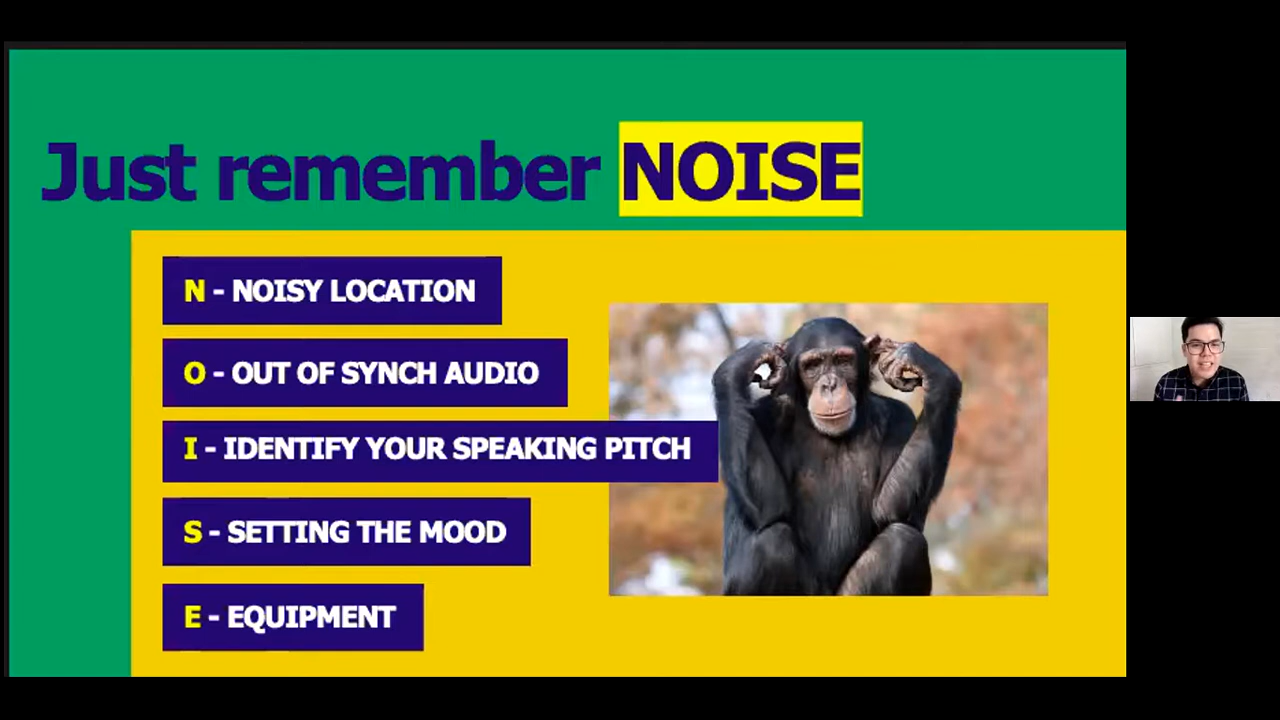 Just remember NOISE
N - NOISY LOCATION
O - OUT OF SYNCH AUDIO
I - IDENTIFY YOUR SPEAKING PITCH
S - SETTING THE MOOD
E - EQUIPMENT